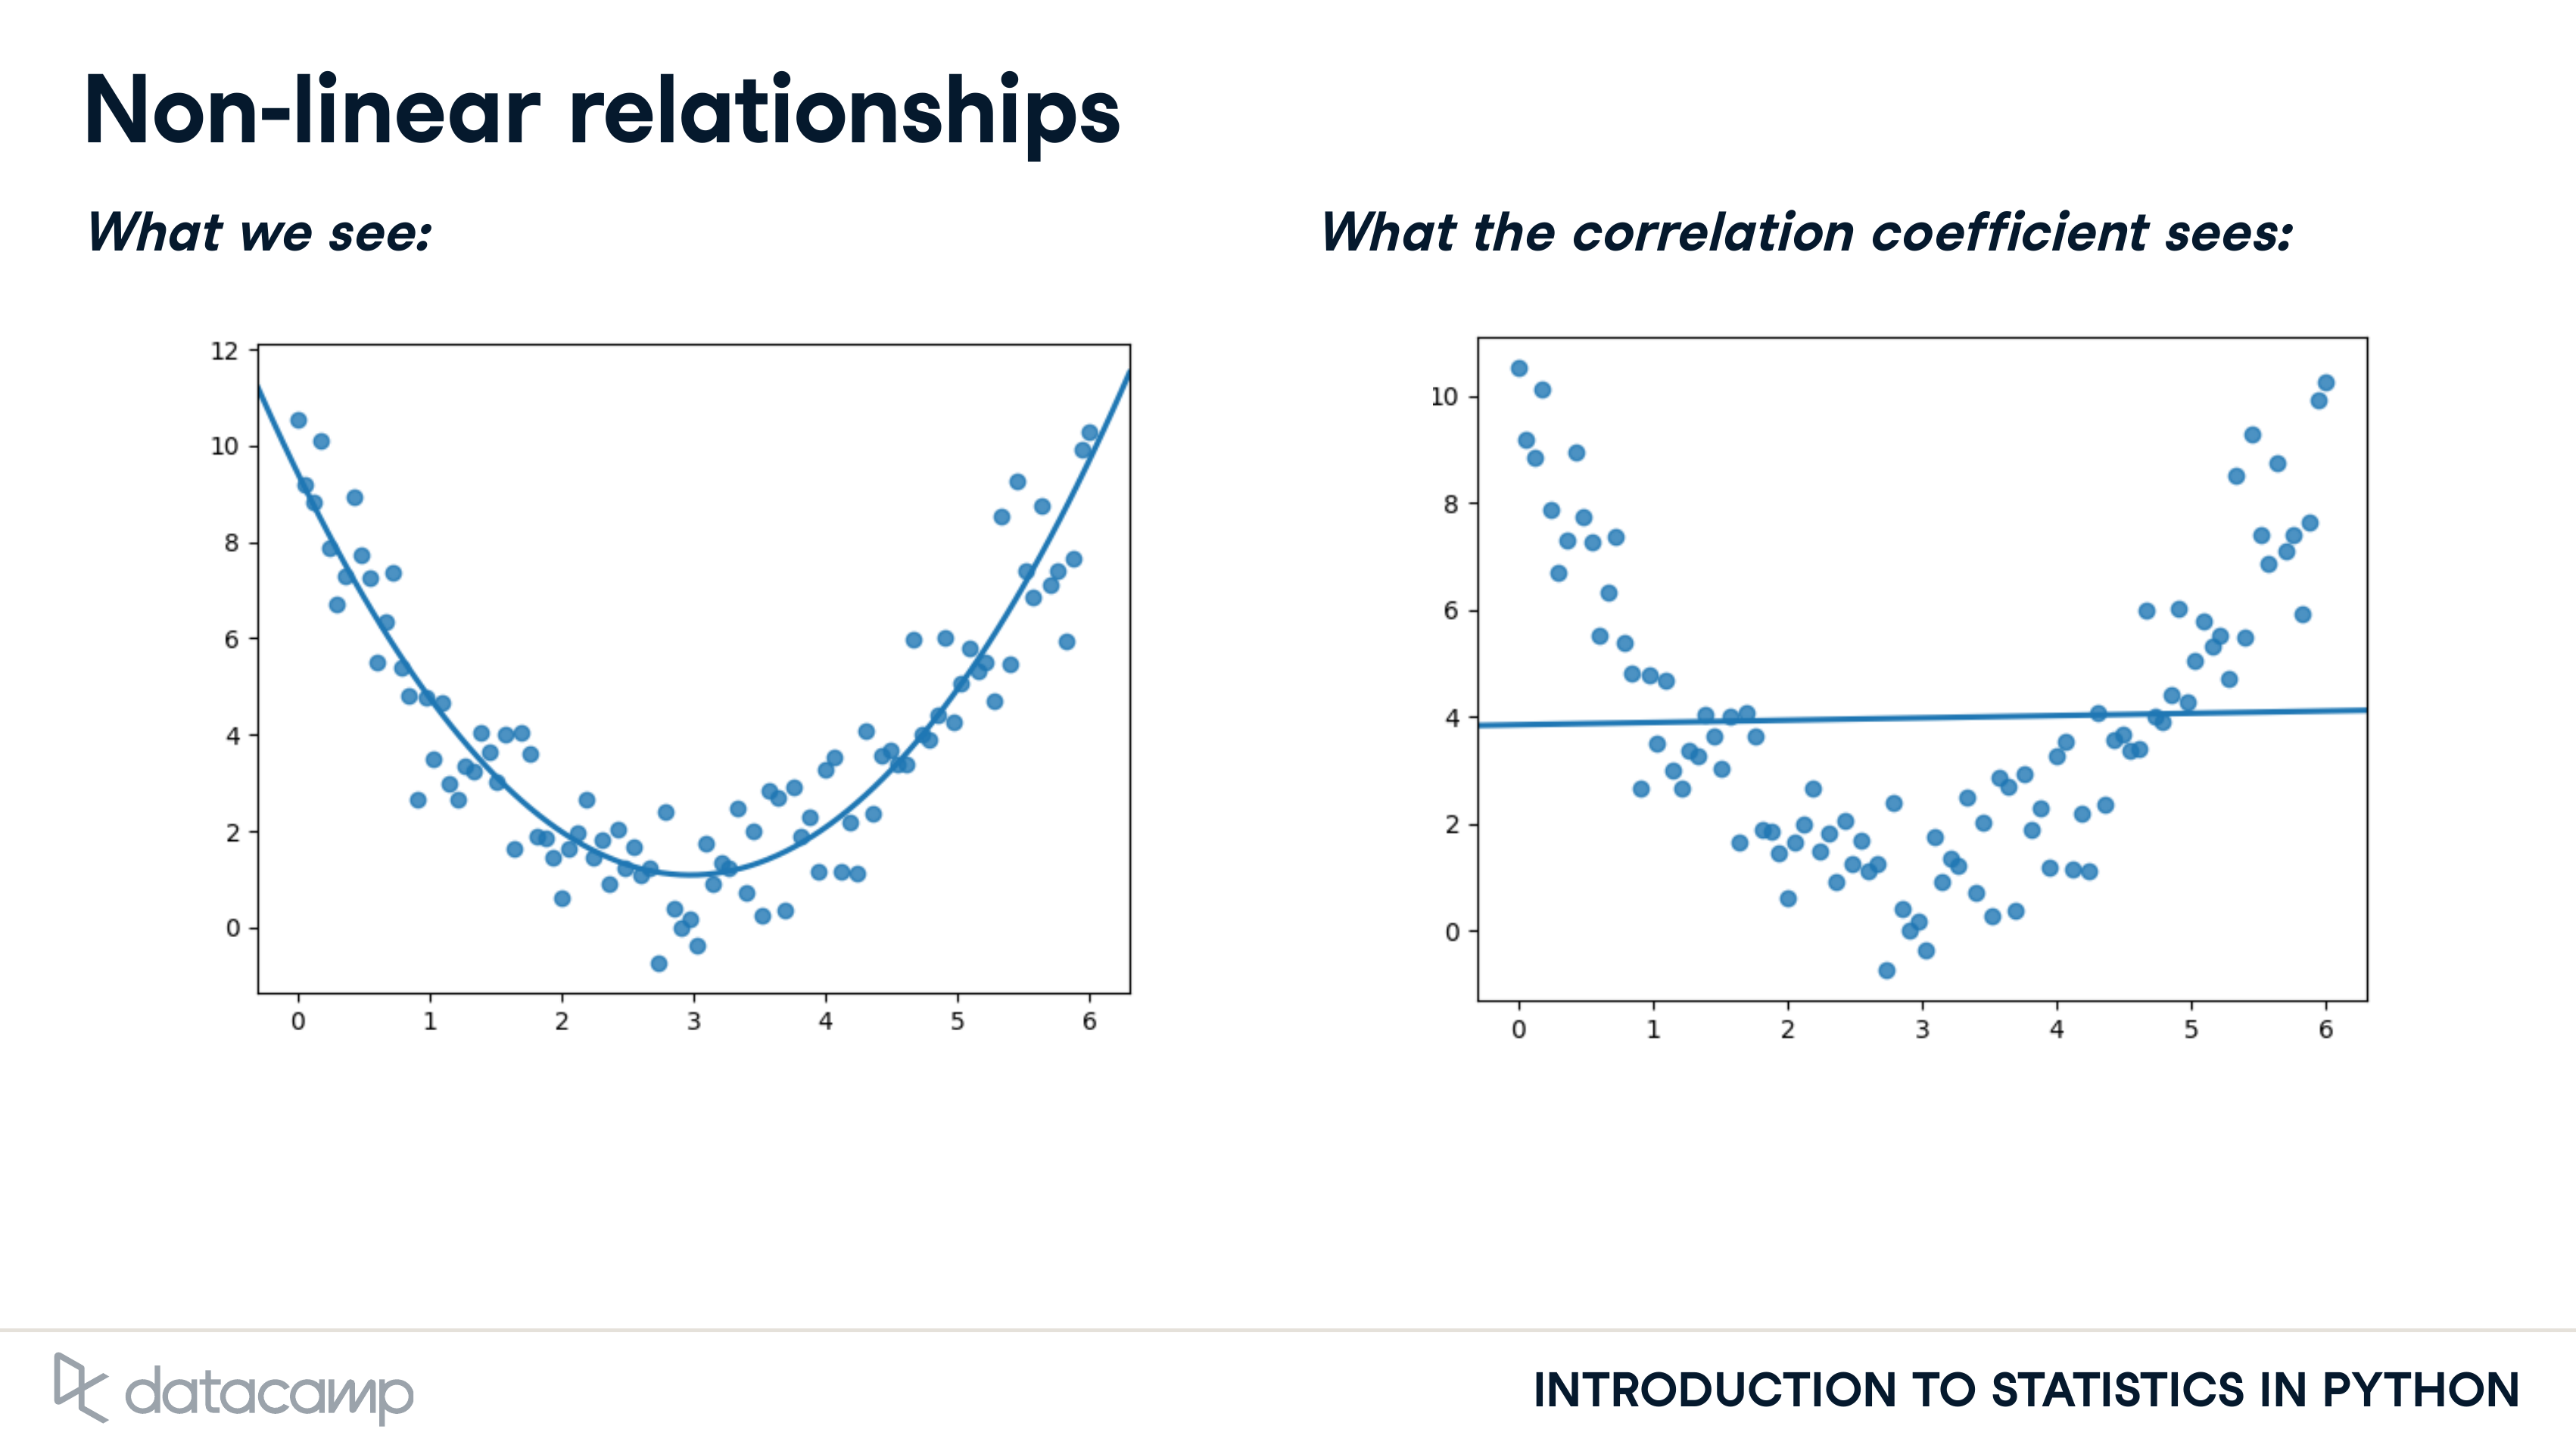 Non-linear relationships
What we see:
What the correlation coefficient sees:
12
10
8
6
4
2
0
0 1 2 3 4 5 6
10
8
6
4
2
0
0 1 2 3 4 5 6
datacamp
INTRODUCTION TO STATISTICS IN PYTHON